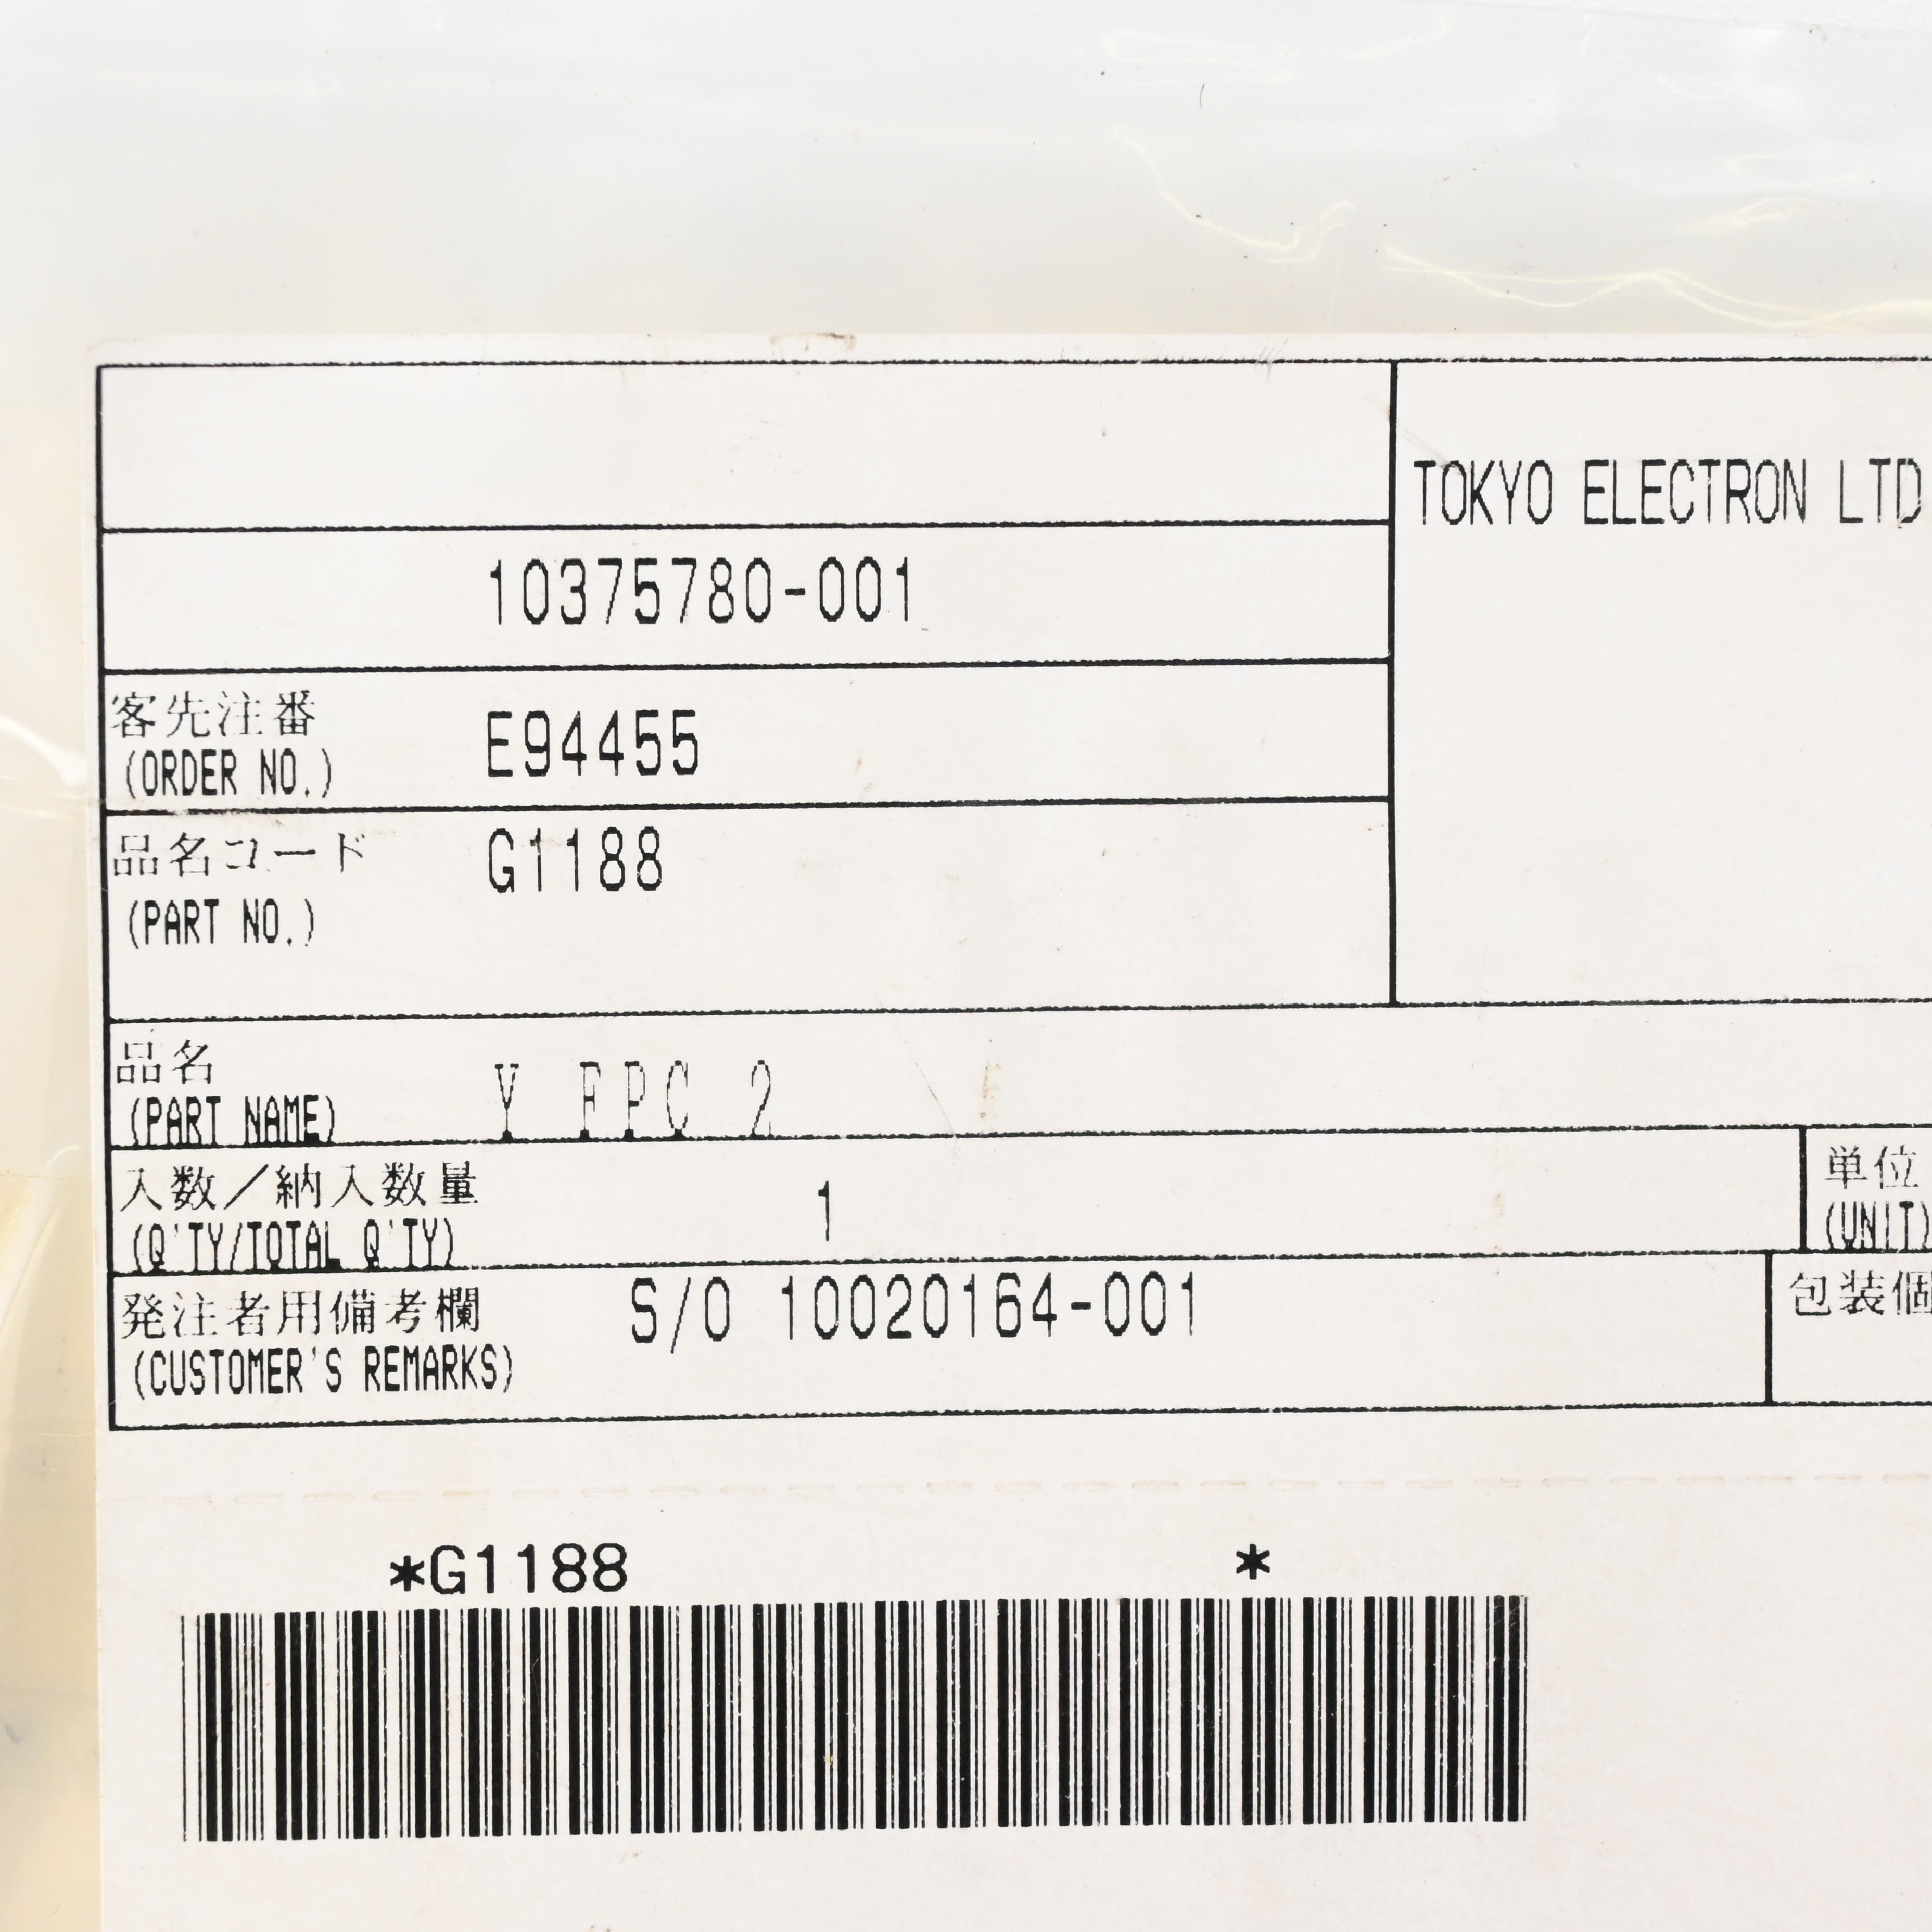 TOKYO ELECTRON LTD
10375780-001
客先注番
(ORDER NO.)
E94455
品名コード
(PART NO.)
G1188
品名
(PART NAME)
Y FPC 2
入数／納入数量
(Q'TY/TOTAL Q'TY)
1
単位
(UNIT)
発注者用備考欄
(CUSTOMER'S REMARKS)
S/O 10020164-001
包装個
*G1188 *